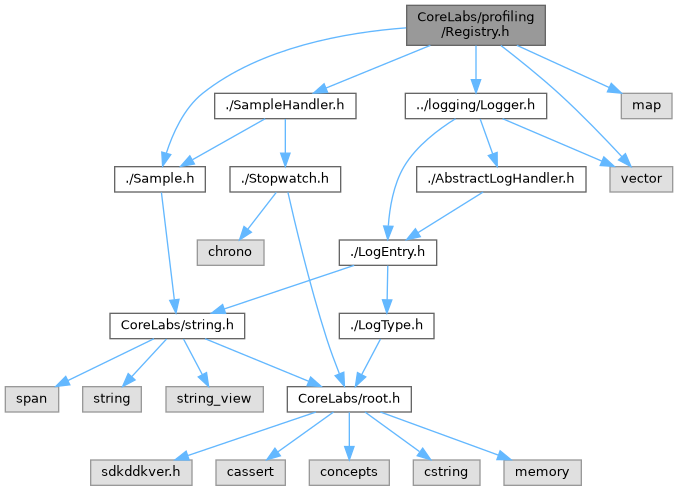 CoreLabs/profiling
/Registry.h
./SampleHandler.h
../logging/Logger.h
map
./Sample.h
./Stopwatch.h
./AbstractLogHandler.h
vector
chrono
./LogEntry.h
CoreLabs/string.h
./LogType.h
span
string
string_view
CoreLabs/root.h
sdkddkver.h
cassert
concepts
cstring
memory